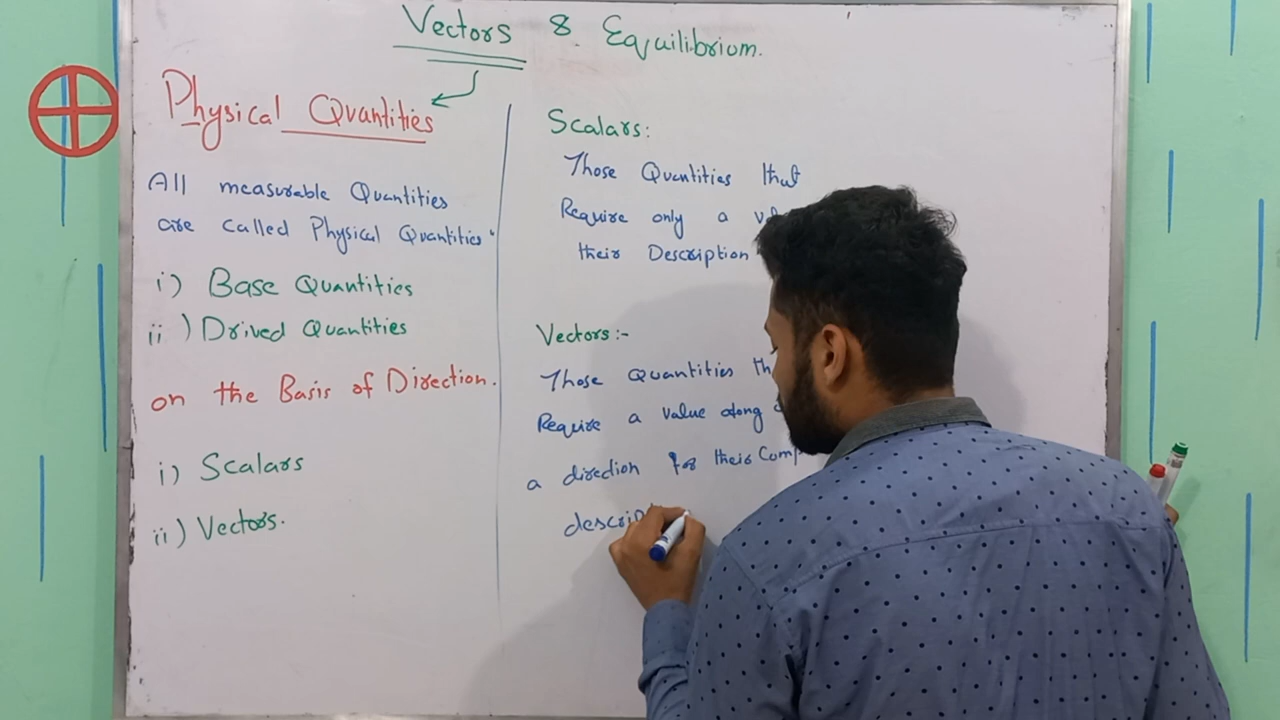 Vectors & Equilibrium.
Physical Quantities
All measurable Quantities
are called Physical Quantities.
i) Base Quantities
ii) Drived Quantities
on the Basis of Direction.
i) Scalars
ii) Vectors.
Scalars:
Those Quantities that
Require only a
their Description
Vectors:-
Those Quantities
Require a value along
a direction for their